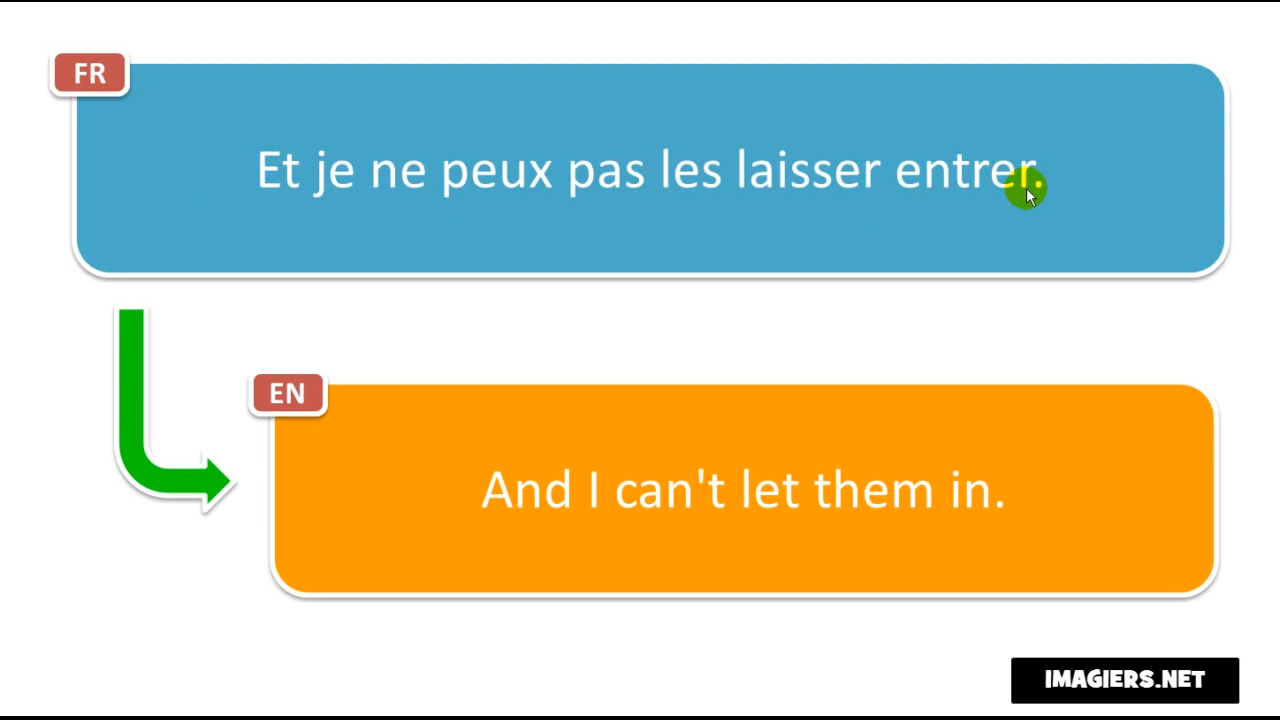 FR
Et je ne peux pas les laisser entrer.
EN
And I can't let them in.
IMAGIERS.NET